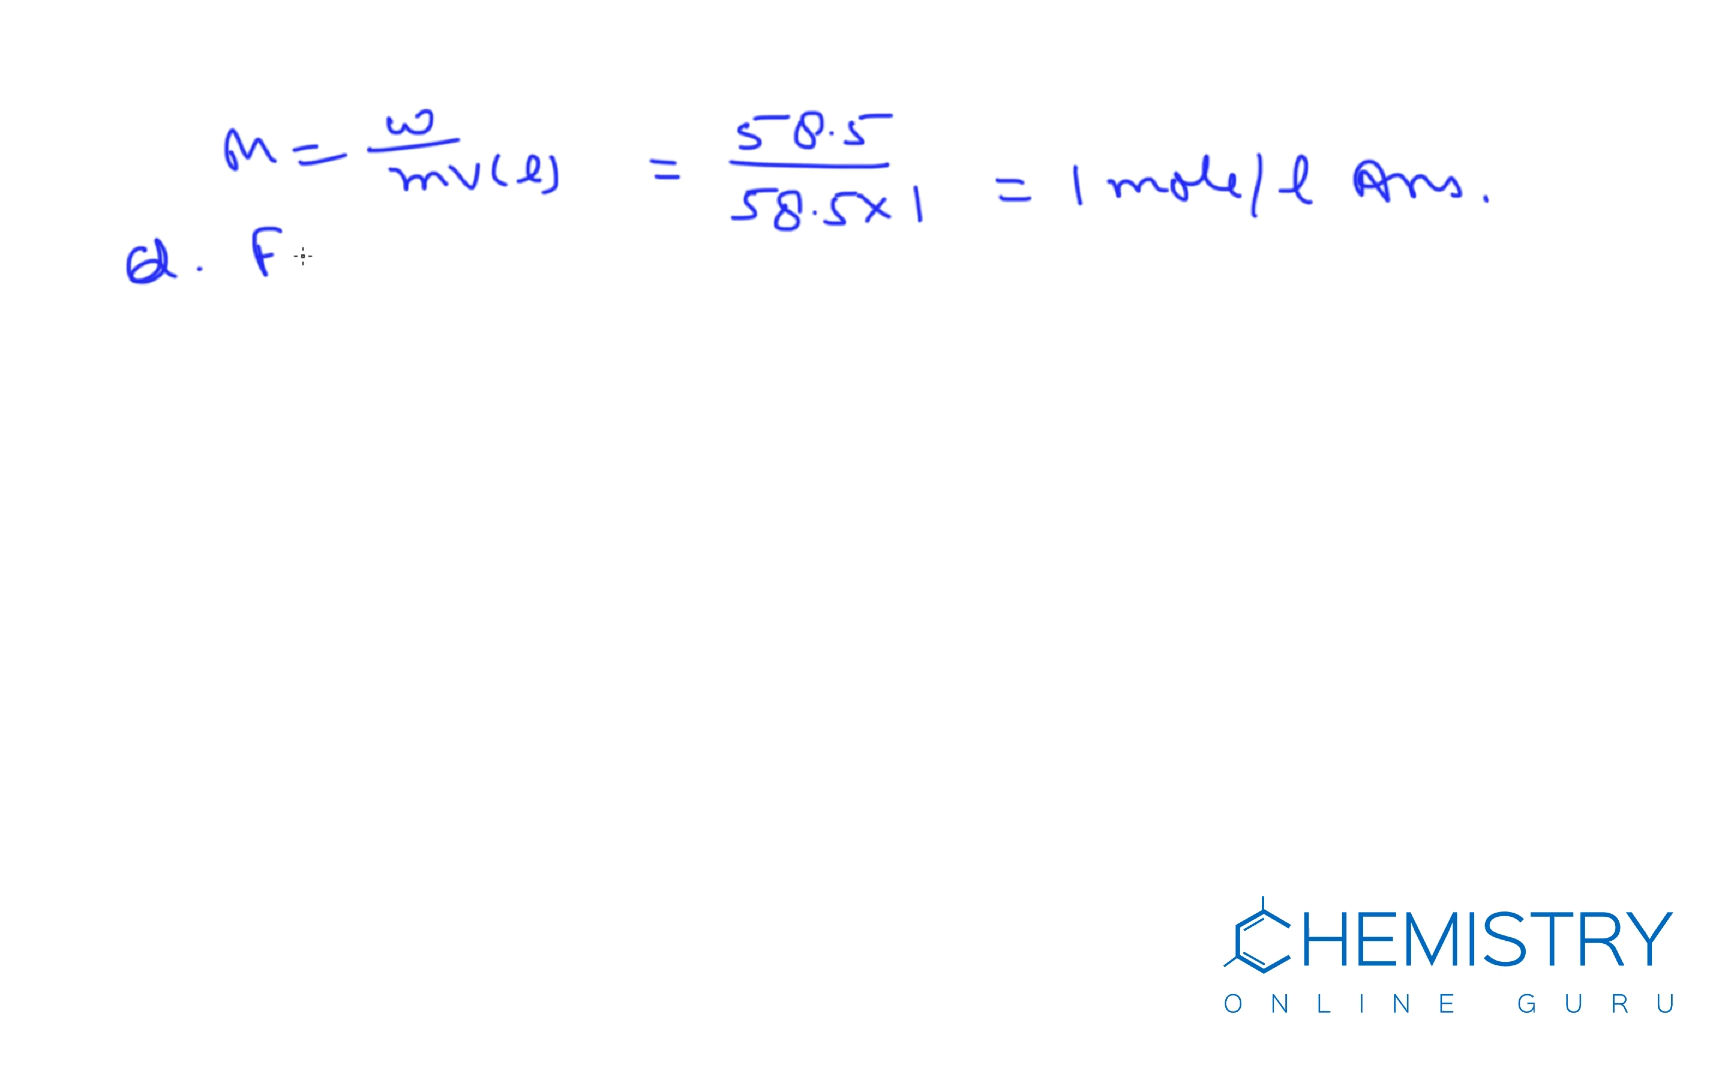 M = w / mv(l) = 58.5 / 58.5 × 1 = 1 mole/l Ans.
Q. F
CHEMISTRY
ONLINE GURU